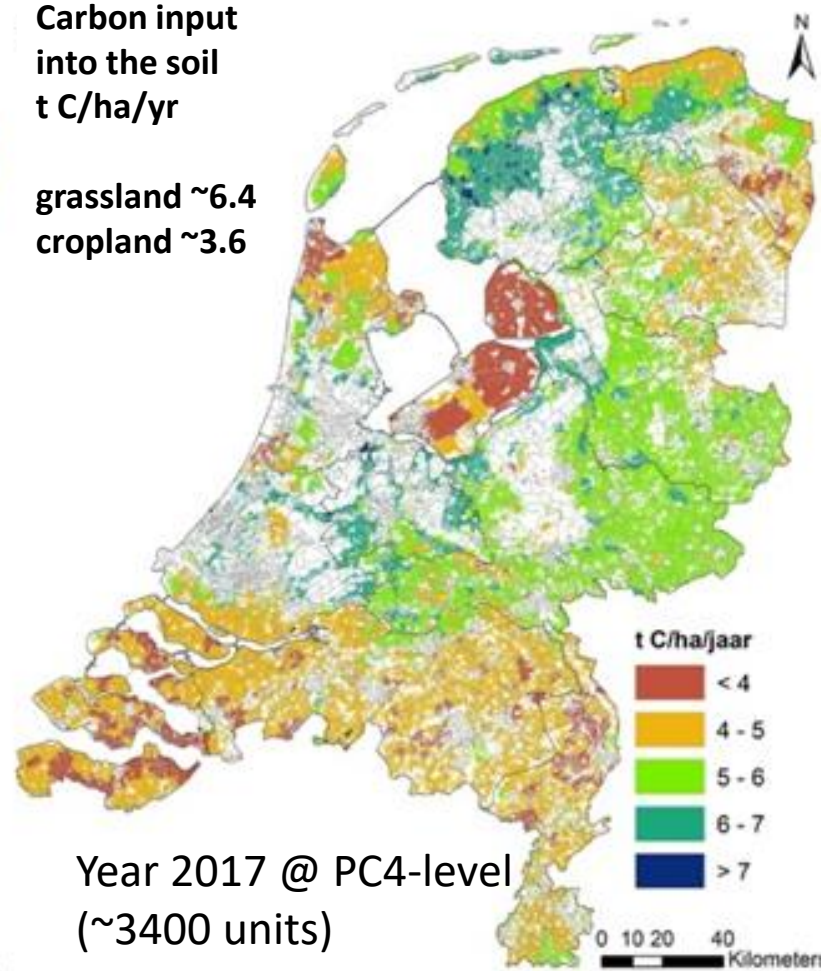 Carbon input
into the soil
t C/ha/yr
grassland ~6.4
cropland ~3.6
N
t C/ha/jaar
< 4
4 - 5
5 - 6
6 - 7
> 7
Year 2017 @ PC4-level
(~3400 units)
0 10 20 40
Kilometers